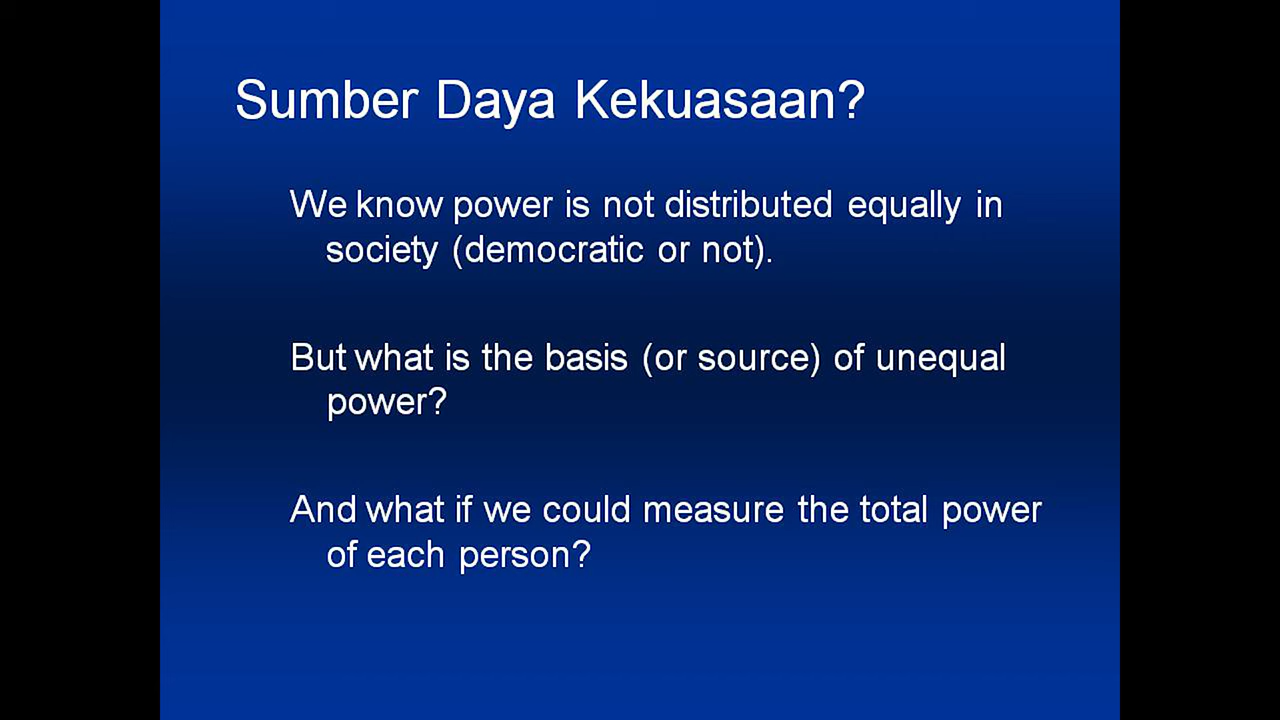 Sumber Daya Kekuasaan?
We know power is not distributed equally in
society (democratic or not).
But what is the basis (or source) of unequal
power?
And what if we could measure the total power
of each person?